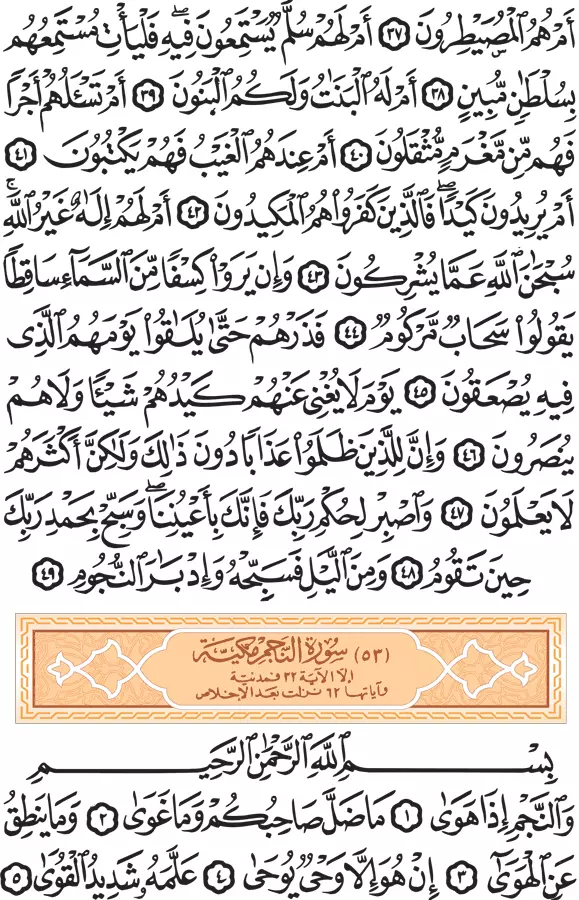 أَمۡ هُمُ ٱلۡمُصَۜيۡطِرُونَ ٣٧ أَمۡ لَهُمۡ سُلَّمٞ يَسۡتَمِعُونَ فِيهِۖ فَلۡيَأۡتِ مُسۡتَمِعُهُم
بِسُلۡطَٰنٖ مُّبِينٍ ٣٨ أَمۡ لَهُ ٱلۡبَنَٰتُ وَلَكُمُ ٱلۡبَنُونَ ٣٩ أَمۡ تَسۡـَٔلُهُمۡ أَجۡرٗا
فَهُم مِّن مَّغۡرَمٖ مُّثۡقَلُونَ ٤٠ أَمۡ عِندَهُمُ ٱلۡغَيۡبُ فَهُمۡ يَكۡتُبُونَ ٤١
أَمۡ يُرِيدُونَ كَيۡدٗاۖ فَٱلَّذِينَ كَفَرُواْ هُمُ ٱلۡمَكِيدُونَ ٤٢ أَمۡ لَهُمۡ إِلَٰهٌ غَيۡرُ ٱللَّهِۚ
سُبۡحَٰنَ ٱللَّهِ عَمَّا يُشۡرِكُونَ ٤٣ وَإِن يَرَوۡاْ كِسۡفٗا مِّنَ ٱلسَّمَآءِ سَاقِطٗا
يَقُولُواْ سَحَابٞ مَّرۡكُومٞ ٤٤ فَذَرۡهُمۡ حَتَّىٰ يُلَٰقُواْ يَوۡمَهُمُ ٱلَّذِي
فِيهِ يُصۡعَقُونَ ٤٥ يَوۡمَ لَا يُغۡنِي عَنۡهُمۡ كَيۡدُهُمۡ شَيۡـٔٗا وَلَا هُمۡ
يُنصَرُونَ ٤٦ وَإِنَّ لِلَّذِينَ ظَلَمُواْ عَذَابٗا دُونَ ذَٰلِكَ وَلَٰكِنَّ أَكۡثَرَهُمۡ
لَا يَعۡلَمُونَ ٤٧ وَٱصۡبِرۡ لِحُكۡمِ رَبِّكَ فَإِنَّكَ بِأَعۡيُنِنَاۖ وَسَبِّحۡ بِحَمۡدِ رَبِّكَ
حِينَ تَقُومُ ٤٨ وَمِنَ ٱلَّيۡلِ فَسَبِّحۡهُ وَإِدۡبَٰرَ ٱلنُّجُومِ ٤٩
(٥٣) سورة النجم مكية
إلا الآية ٣٢ فمدنية
وآياتها ٦٢ نزلت بعد الإخلاص
بِسۡمِ ٱللَّهِ ٱلرَّحۡمَٰنِ ٱلرَّحِيمِ
وَٱلنَّجۡمِ إِذَا هَوَىٰ ١ مَا ضَلَّ صَاحِبُكُمۡ وَمَا غَوَىٰ ٢ وَمَا يَنطِقُ
عَنِ ٱلۡهَوَىٰٓ ٣ إِنۡ هُوَ إِلَّا وَحۡيٞ يُوحَىٰ ٤ عَلَّمَهُۥ شَدِيدُ ٱلۡقُوَىٰ ٥